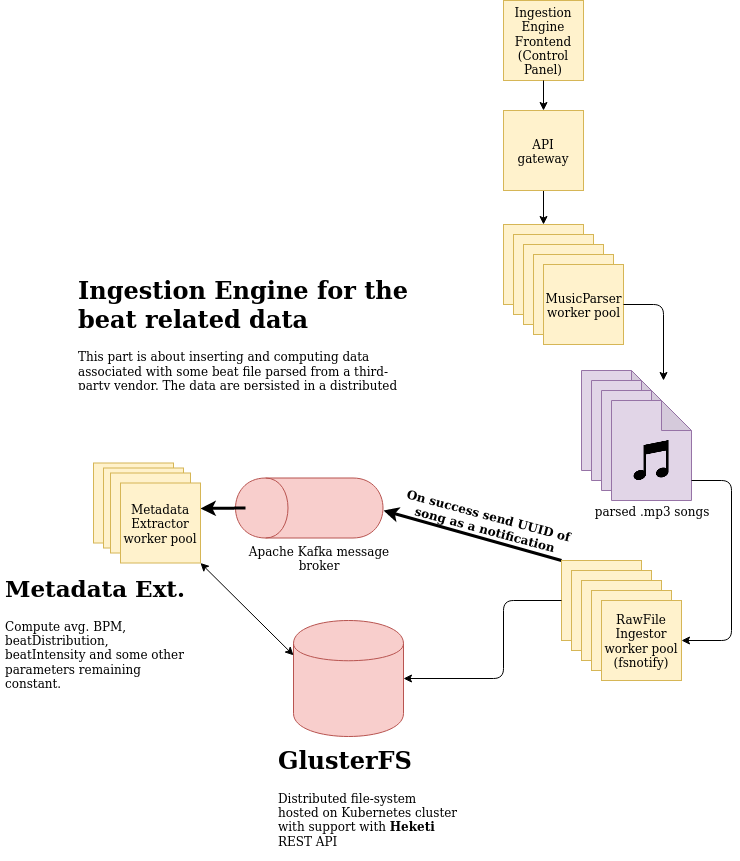 Ingestion
Engine
Frontend
(Control
Panel)
API
gateway
MusicParser
worker pool
Ingestion Engine for the
beat related data
This part is about inserting and computing data
associated with some beat file parsed from a third-
party vendor. The data are persisted in a distributed
parsed .mp3 songs
On success send UUID of
song as a notification
Apache Kafka message
broker
Metadata
Extractor
worker pool
Metadata Ext.
Compute avg. BPM,
beatDistribution,
beatIntensity and some other
parameters remaining
constant.
RawFile
Ingestor
worker pool
(fsnotify)
GlusterFS
Distributed file-system
hosted on Kubernetes cluster
with support with Heketi
REST API